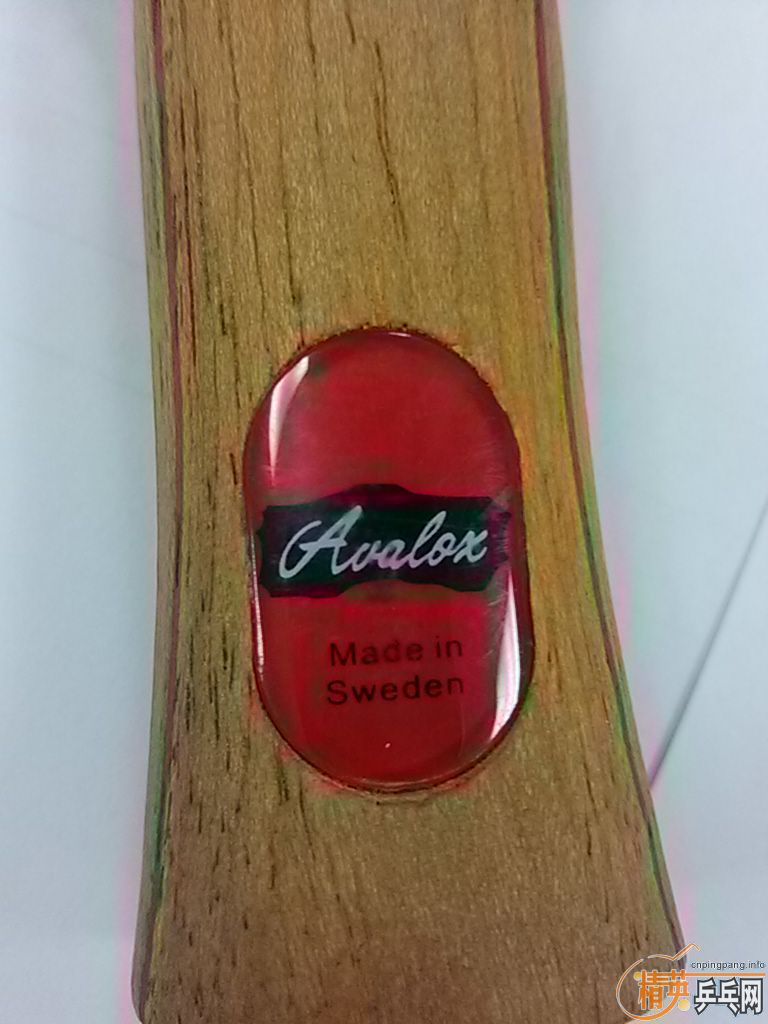 Avalox
Made in
Sweden
cnpingpang.info
精英
乒乓网